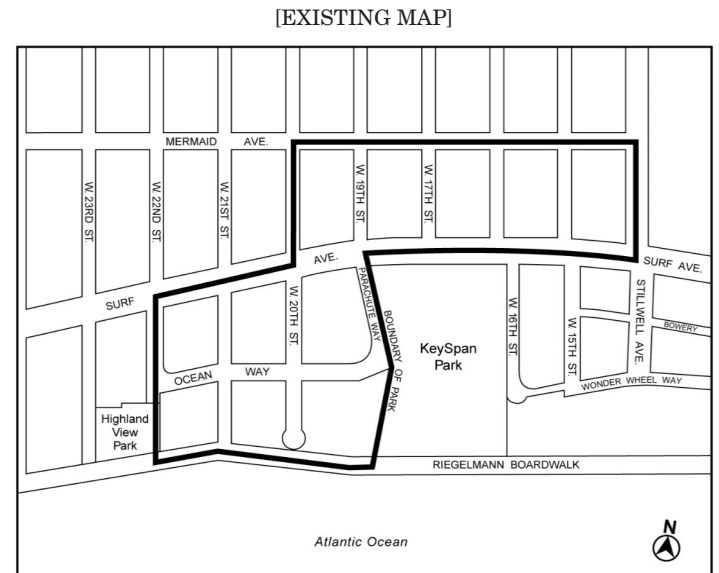 [EXISTING MAP]
MERMAID AVE.
W. 23RD ST.
W. 22ND ST.
W. 21ST ST.
W. 19TH ST.
W. 17TH ST.
SURF AVE.
SURF AVE.
W. 20TH ST.
PARACHUTE WAY
BOUNDARY OF PARK
KeySpan
Park
W. 16TH ST.
W. 15TH ST.
STILLWELL AVE.
BOWERY
WONDER WHEEL WAY
OCEAN WAY
Highland
View
Park
RIEGELMANN BOARDWALK
Atlantic Ocean
N